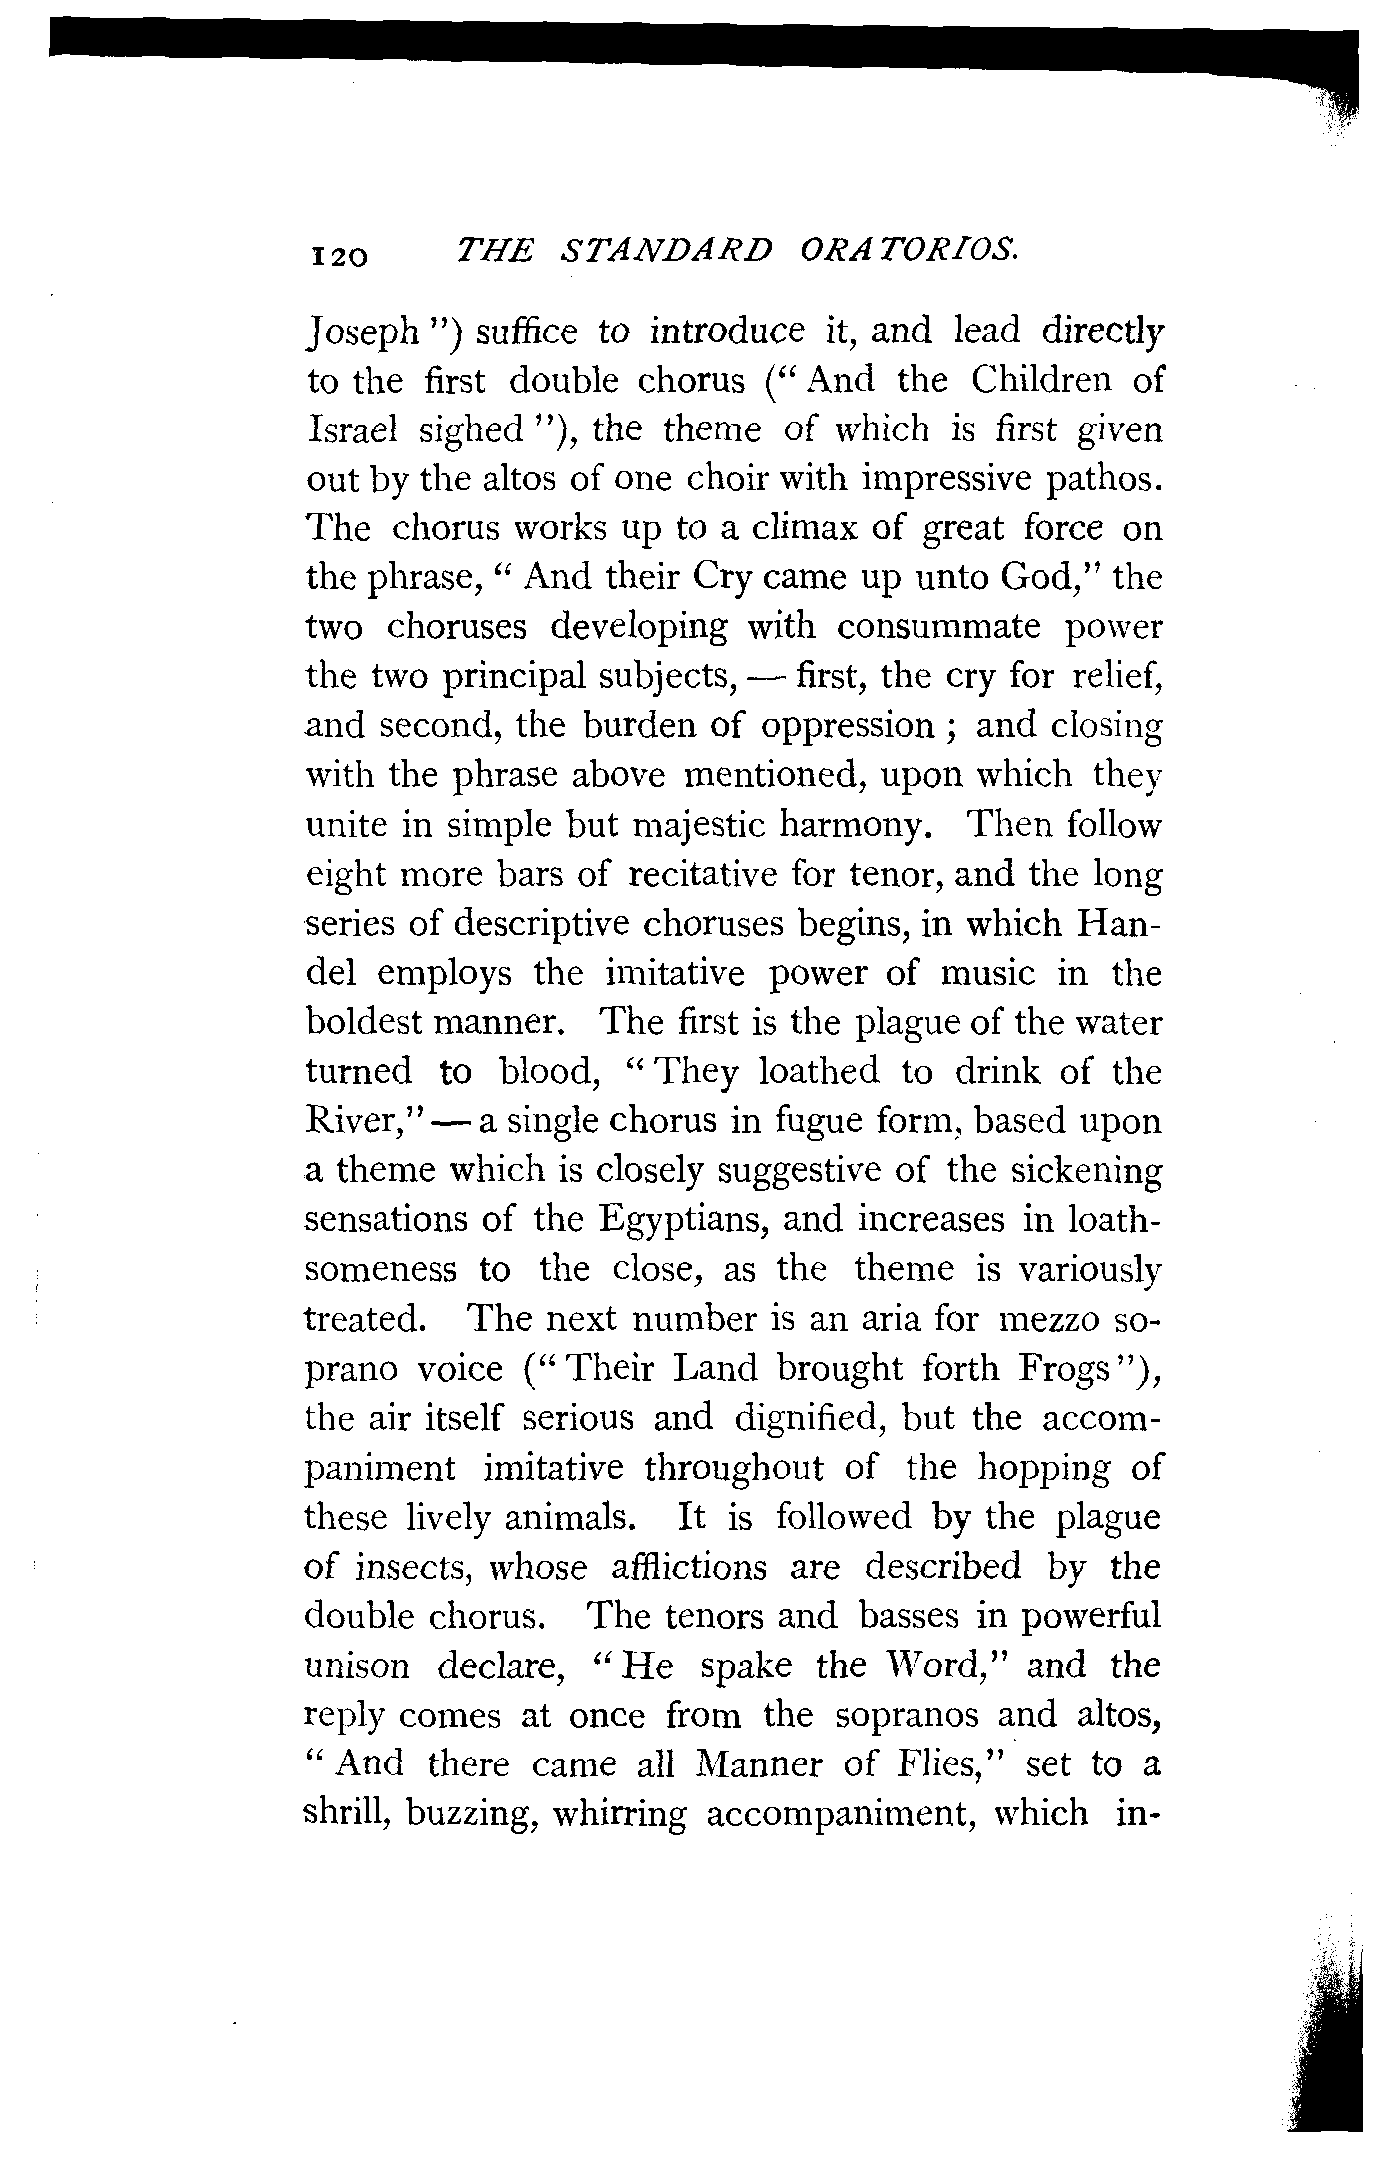 120 THE STANDARD ORATORIOS.
Joseph ") suffice to introduce it, and lead directly
to the first double chorus (" And the Children of
Israel sighed "), the theme of which is first given
out by the altos of one choir with impressive pathos.
The chorus works up to a climax of great force on
the phrase, " And their Cry came up unto God," the
two choruses developing with consummate power
the two principal subjects, — first, the cry for relief,
and second, the burden of oppression ; and closing
with the phrase above mentioned, upon which they
unite in simple but majestic harmony. Then follow
eight more bars of recitative for tenor, and the long
series of descriptive choruses begins, in which Han-
del employs the imitative power of music in the
boldest manner. The first is the plague of the water
turned to blood, " They loathed to drink of the
River," — a single chorus in fugue form, based upon
a theme which is closely suggestive of the sickening
sensations of the Egyptians, and increases in loath-
someness to the close, as the theme is variously
treated. The next number is an aria for mezzo so-
prano voice (" Their Land brought forth Frogs "),
the air itself serious and dignified, but the accom-
paniment imitative throughout of the hopping of
these lively animals. It is followed by the plague
of insects, whose afflictions are described by the
double chorus. The tenors and basses in powerful
unison declare, " He spake the Word," and the
reply comes at once from the sopranos and altos,
" And there came all Manner of Flies," set to a
shrill, buzzing, whirring accompaniment, which in-